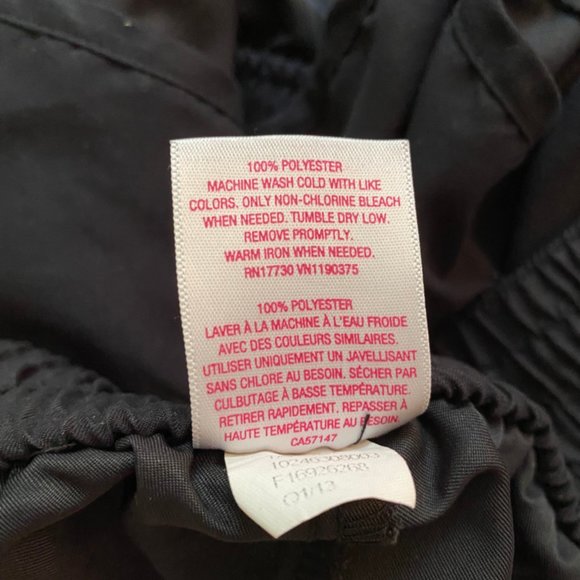 100% POLYESTER
MACHINE WASH COLD WITH LIKE
COLORS. ONLY NON-CHLORINE BLEACH
WHEN NEEDED. TUMBLE DRY LOW.
REMOVE PROMPTLY.
WARM IRON WHEN NEEDED.
RN17730 VN1190375
100% POLYESTER
LAVER À LA MACHINE À L'EAU FROIDE
AVEC DES COULEURS SIMILAIRES.
UTILISER UNIQUEMENT UN JAVELLISANT
SANS CHLORE AU BESOIN. SÉCHER PAR
CULBUTAGE À BASSE TEMPÉRATURE.
RETIRER RAPIDEMENT. REPASSER À
HAUTE TEMPÉRATURE AU BESOIN.
CA57147
F16926268
Q1/13